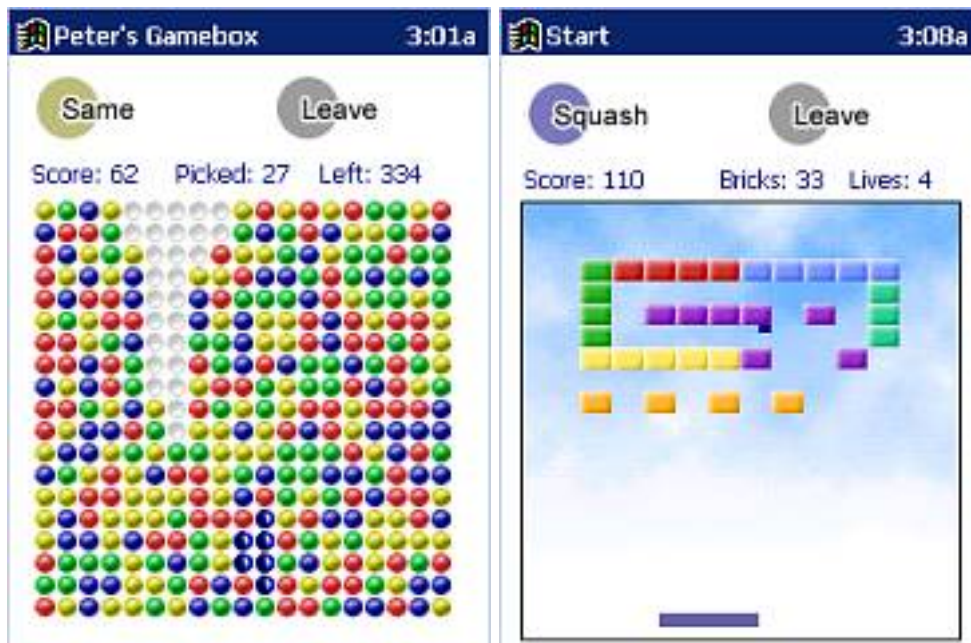 Peter's Gamebox 3:01a
Same Leave
Score: 62 Picked: 27 Left: 334
Start 3:08a
Squash Leave
Score: 110 Bricks: 33 Lives: 4